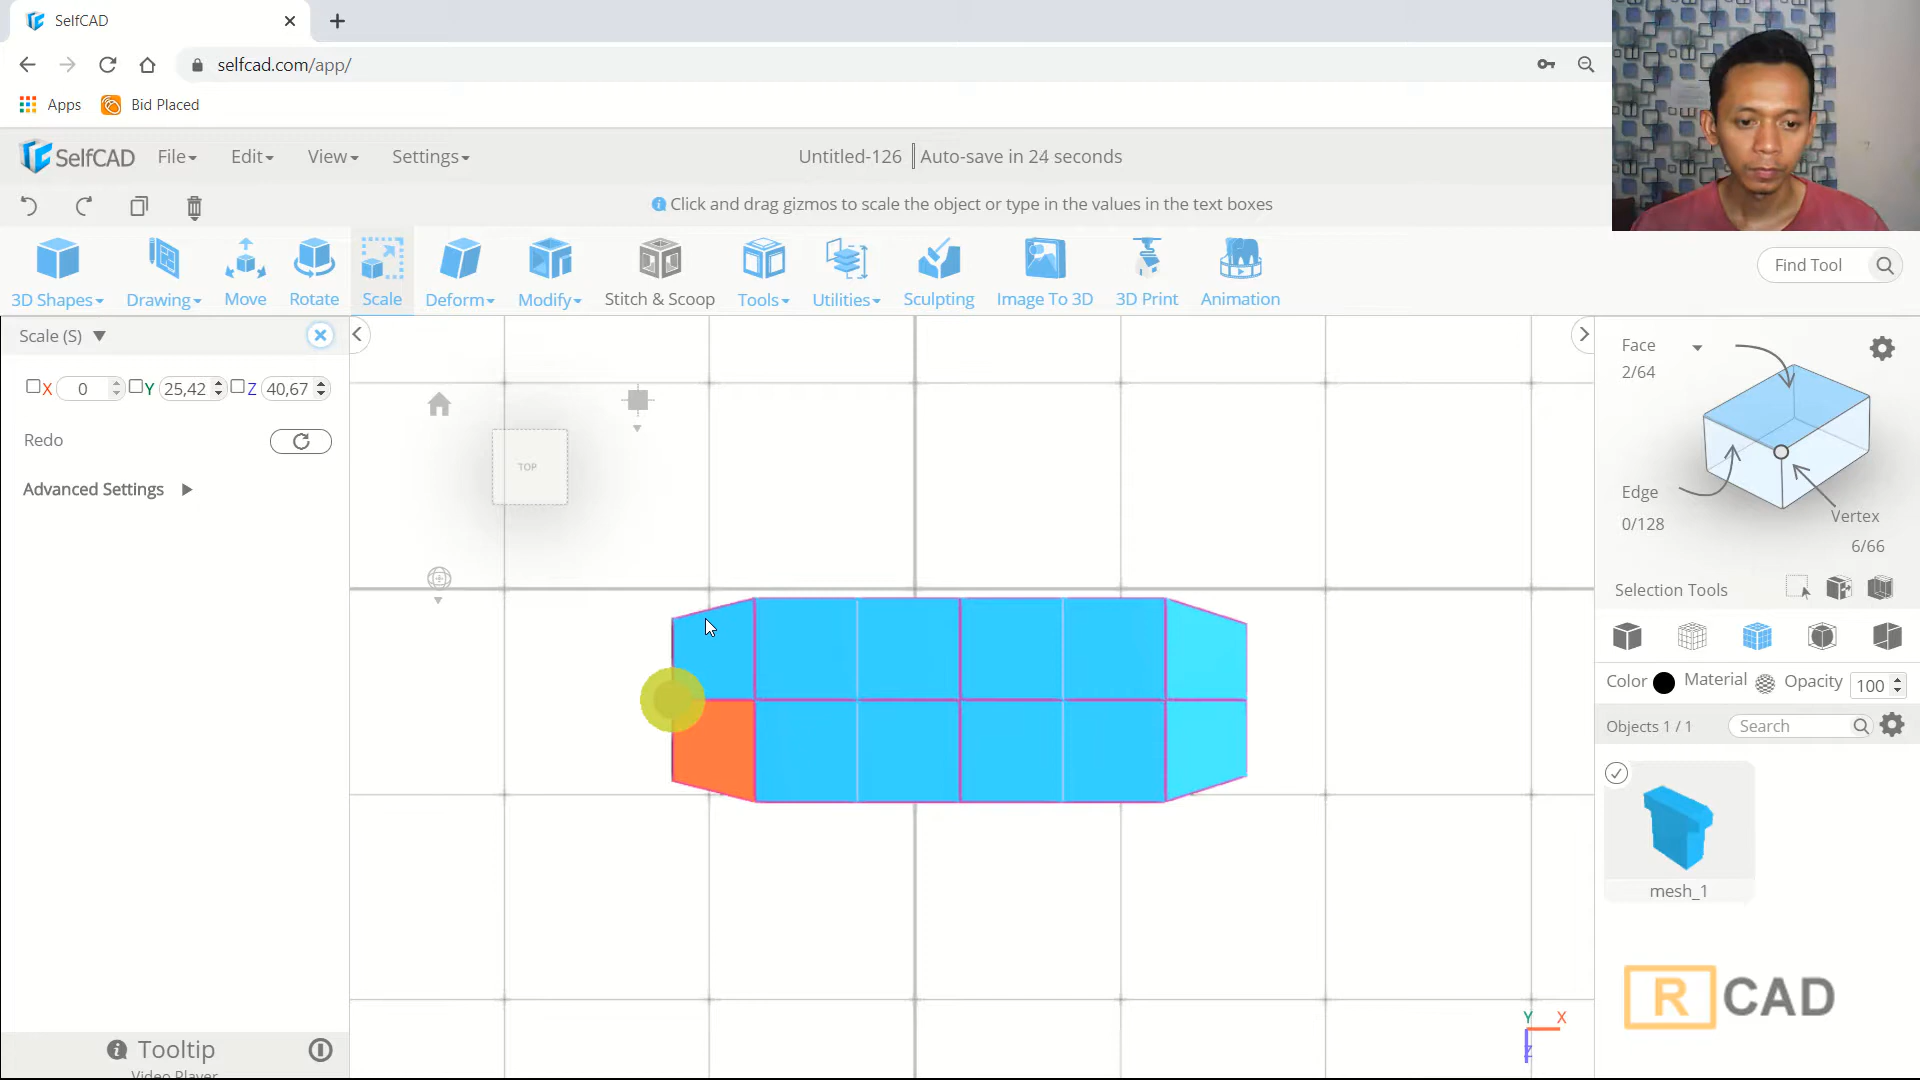 SelfCAD
selfcad.com/app/
Apps
Bid Placed
SelfCAD
File
Edit
View
Settings
Untitled-126
Auto-save in 24 seconds
Click and drag gizmos to scale the object or type in the values in the text boxes
3D Shapes
Drawing
Move
Rotate
Scale
Deform
Modify
Stitch & Scoop
Tools
Utilities
Sculpting
Image To 3D
3D Print
Animation
Find Tool
Scale (S)
X 0 Y 25,42 Z 40,67
Redo
Advanced Settings
TOP
Face
2/64
Edge
0/128
Vertex
6/66
Selection Tools
Color Material Opacity 100
Objects 1 / 1
Search
mesh_1
R CAD
Y X
Z
Tooltip
Video Player